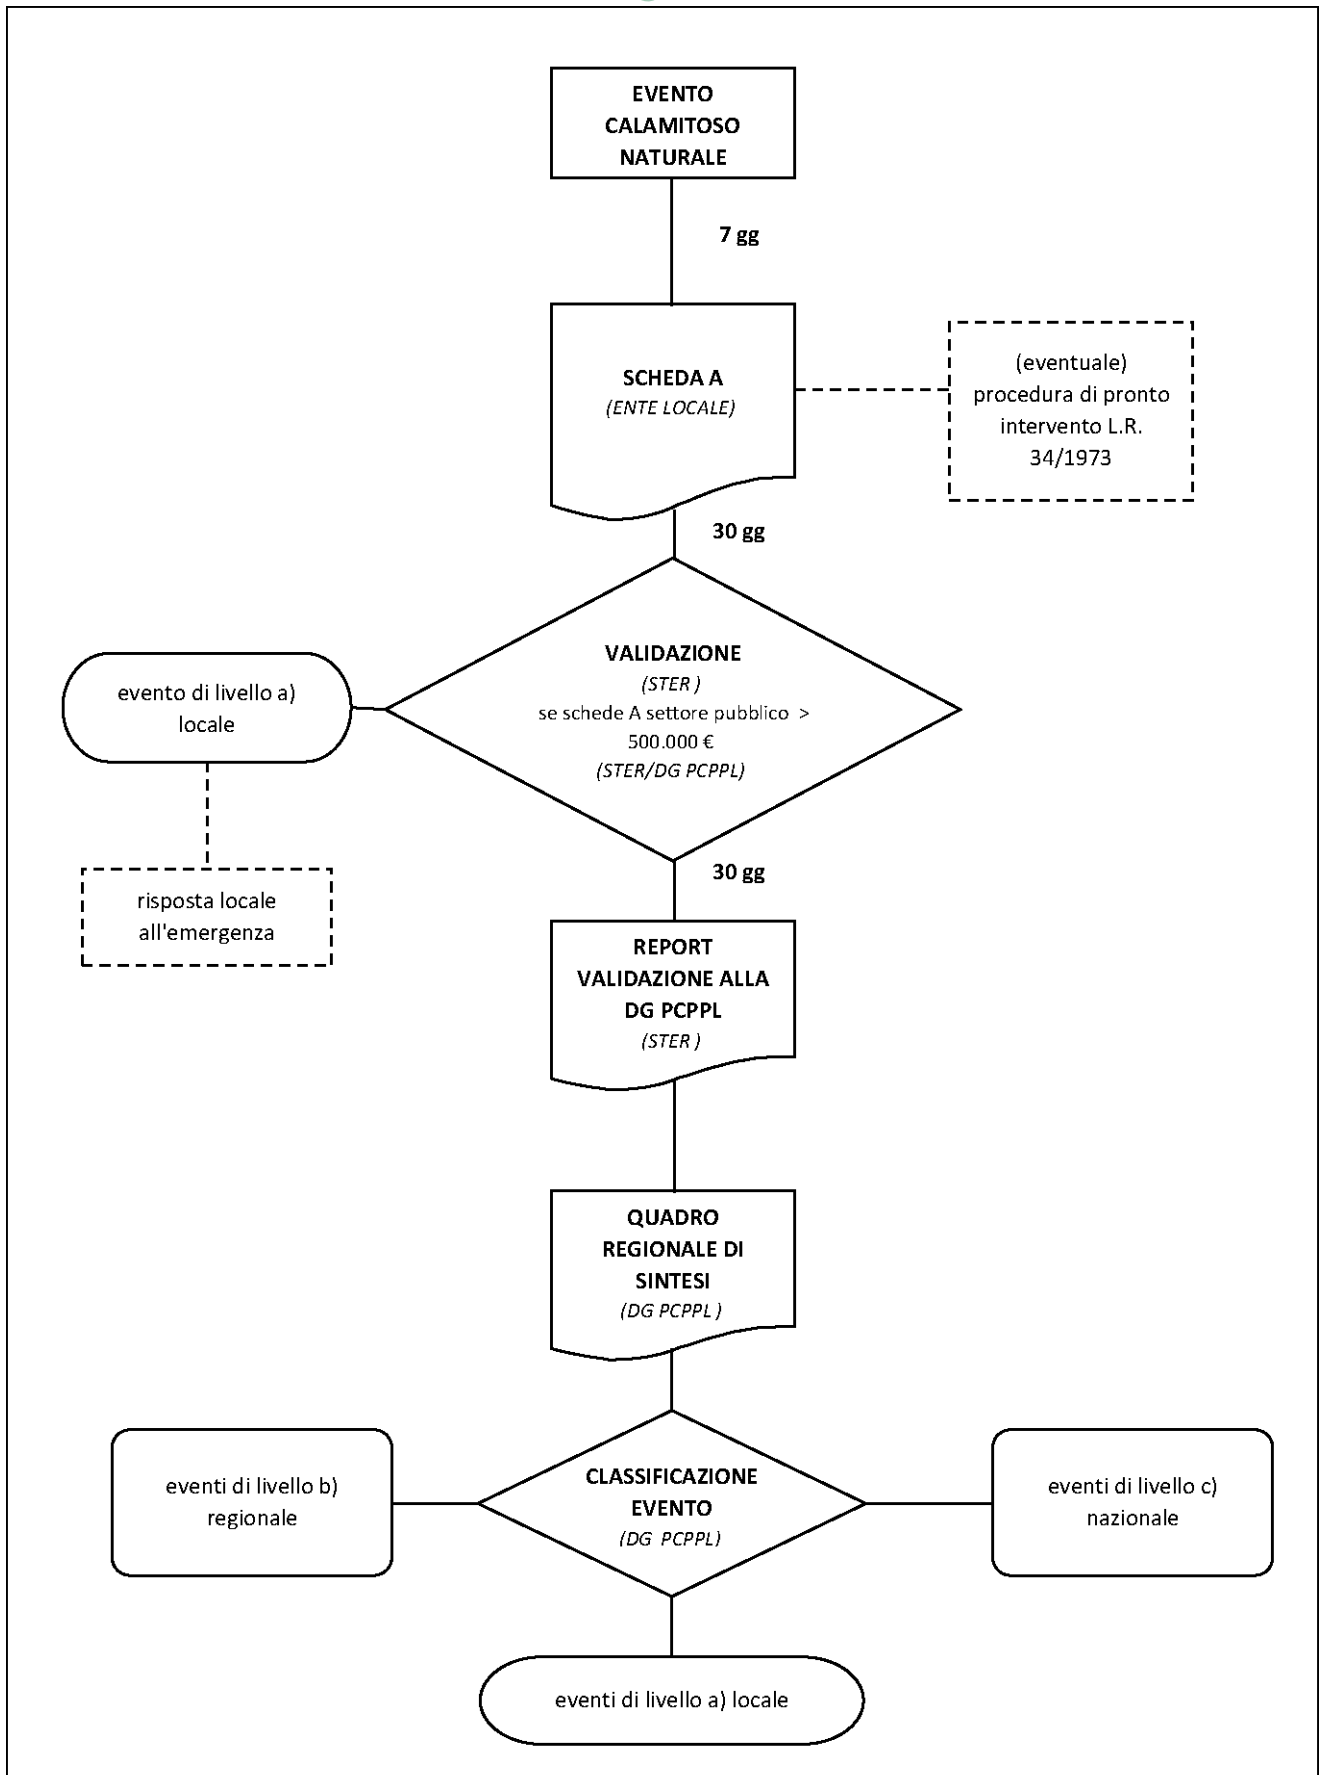 EVENTO
CALAMITOSO
NATURALE
7 gg
SCHEDA A
(ENTE LOCALE)
(eventuale)
procedura di pronto
intervento L.R.
34/1973
30 gg
VALIDAZIONE
(STER )
se schede A settore pubblico >
500.000 €
(STER/DG PCPPL)
evento di livello a)
locale
risposta locale
all'emergenza
30 gg
REPORT
VALIDAZIONE ALLA
DG PCPPL
(STER )
QUADRO
REGIONALE DI
SINTESI
(DG PCPPL )
CLASSIFICAZIONE
EVENTO
(DG PCPPL)
eventi di livello b)
regionale
eventi di livello c)
nazionale
eventi di livello a) locale